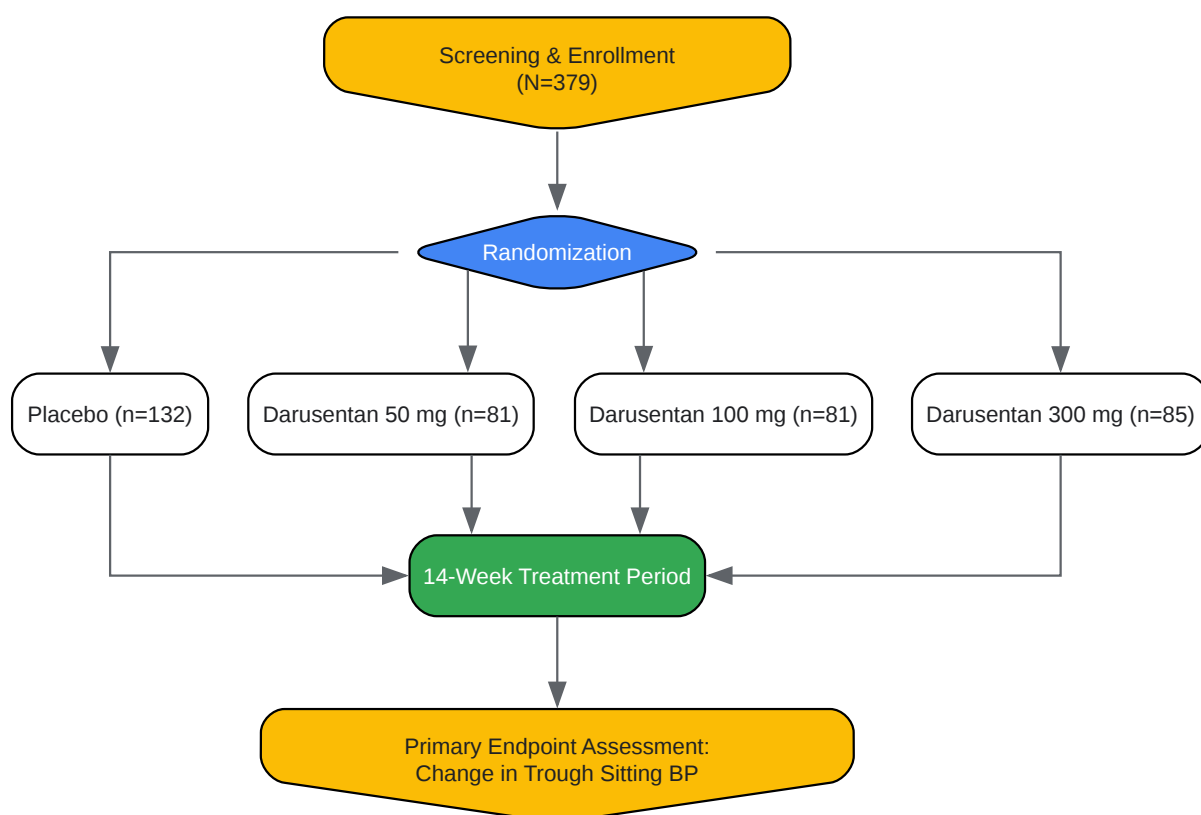 Screening & Enrollment
(N=379)
Randomization
Placebo (n=132)
Darusentan 50 mg (n=81)
Darusentan 100 mg (n=81)
Darusentan 300 mg (n=85)
14-Week Treatment Period
Primary Endpoint Assessment:
Change in Trough Sitting BP